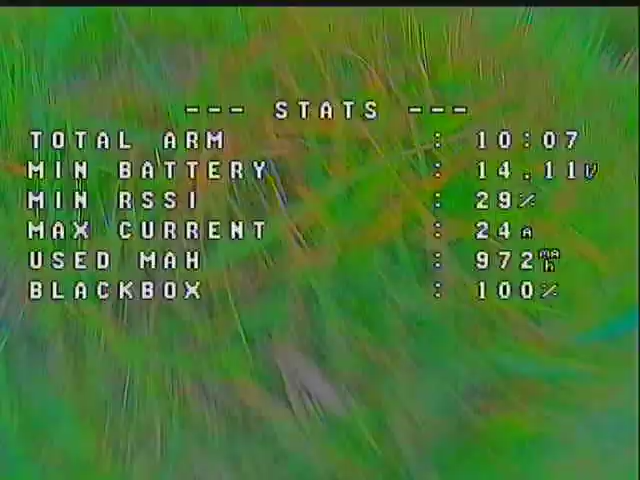 --- STATS ---
TOTAL ARM : 10:07
MIN BATTERY : 14.11V
MIN RSSI : 29%
MAX CURRENT : 24A
USED MAH : 972mAh
BLACKBOX : 100%